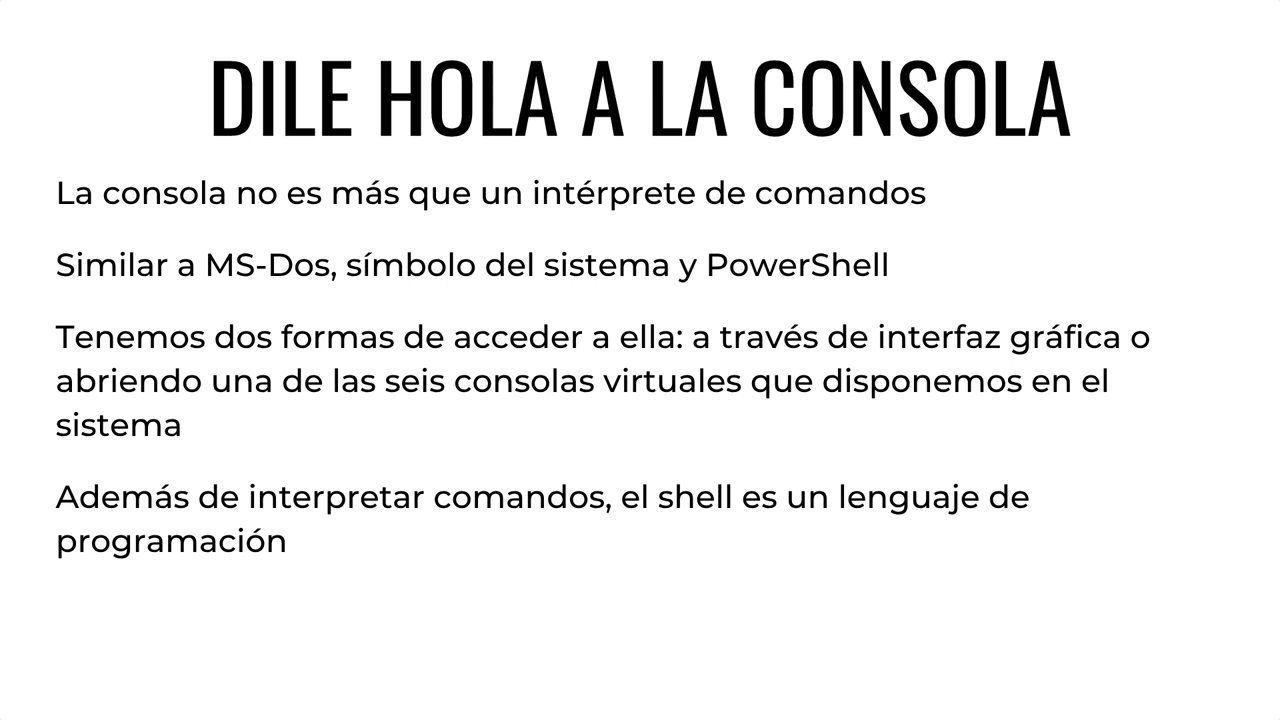 DILE HOLA A LA CONSOLA
La consola no es más que un intérprete de comandos
Similar a MS-Dos, símbolo del sistema y PowerShell
Tenemos dos formas de acceder a ella: a través de interfaz gráfica o
abriendo una de las seis consolas virtuales que disponemos en el
sistema
Además de interpretar comandos, el shell es un lenguaje de
programación